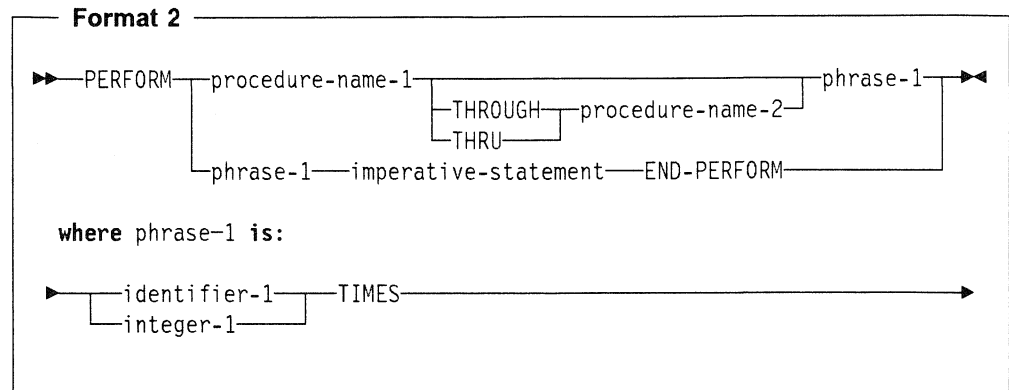 Format 2
PERFORM procedure-name-1 phrase-1
THROUGH procedure-name-2
THRU
phrase-1 imperative-statement END-PERFORM
where phrase-1 is:
identifier-1 TIMES
integer-1